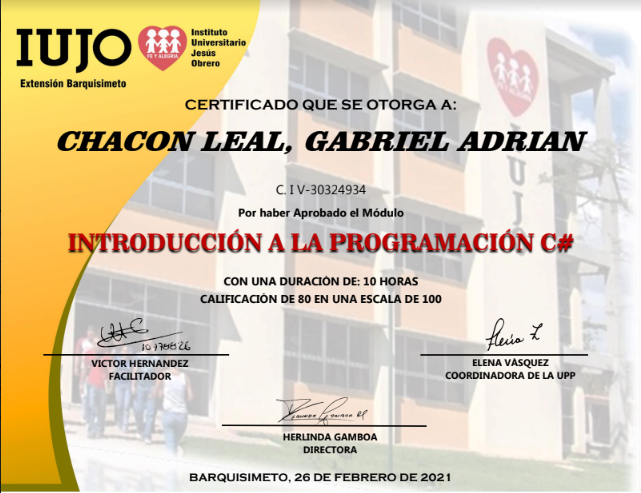 IUJO
FE Y ALEGRIA
Instituto
Universitario
Jesús
Obrero
Extensión Barquisimeto
CERTIFICADO QUE SE OTORGA A:
CHACON LEAL, GABRIEL ADRIAN
C. I V-30324934
Por haber Aprobado el Módulo
INTRODUCCIÓN A LA PROGRAMACIÓN C#
CON UNA DURACIÓN DE: 10 HORAS
CALIFICACIÓN DE 80 EN UNA ESCALA DE 100
VICTOR HERNANDEZ
FACILITADOR
ELENA VÁSQUEZ
COORDINADORA DE LA UPP
HERLINDA GAMBOA
DIRECTORA
BARQUISIMETO, 26 DE FEBRERO DE 2021